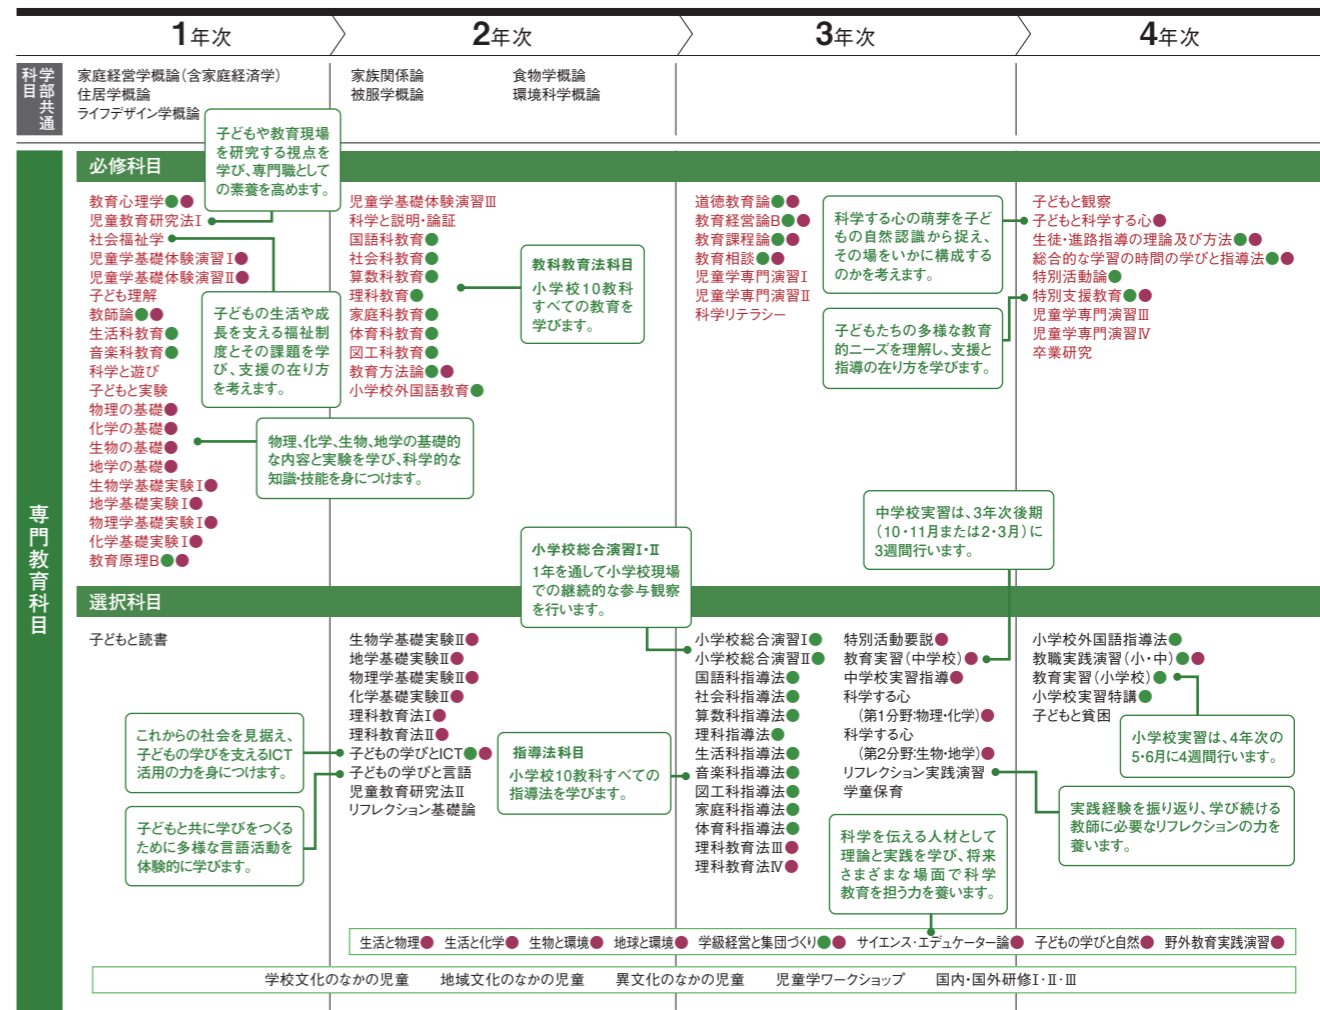 1年次
2年次
3年次
4年次
学部共通科目
家庭経営学概論(含家庭経済学)
住居学概論
ライフデザイン学概論
家族関係論
被服学概論
食物学概論
環境科学概論
専門教育科目
必修科目
教育心理学●●
児童教育研究法Ⅰ
社会福祉学
児童学基礎体験演習Ⅰ●
児童学基礎体験演習Ⅱ●
子ども理解
教師論●●
生活科教育●
音楽科教育●
科学と遊び
子どもと実験
物理の基礎●
化学の基礎●
生物の基礎●
地学の基礎●
生物学基礎実験Ⅰ●
地学基礎実験Ⅰ●
物理学基礎実験Ⅰ●
化学基礎実験Ⅰ●
教育原理B●●
子どもや教育現場
を研究する視点を
学び、専門職として
の素養を高めます。
子どもの生活や成
長を支える福祉制
度とその課題を学
び、支援の在り方
を考えます。
物理、化学、生物、地学の基礎的
な内容と実験を学び、科学的な
知識・技能を身につけます。
児童学基礎体験演習Ⅲ
科学と説明・論証
国語科教育●
社会科教育●
算数科教育●
理科教育●
家庭科教育●
体育科教育●
図工科教育●
教育方法論●●
小学校外国語教育●
教科教育法科目
小学校10教科
すべての教育を
学びます。
道徳教育論●●
教育経営論B●●
教育課程論●●
教育相談●●
児童学専門演習Ⅰ
児童学専門演習Ⅱ
科学リテラシー
科学する心の萌芽を子ど
もの自然認識から捉え、
その場をいかに構成する
のかを考えます。
子どもたちの多様な教育
的ニーズを理解し、支援と
指導の在り方を学びます。
子どもと観察
子どもと科学する心●
生徒・進路指導の理論及び方法●●
総合的な学習の時間の学びと指導法●●
特別活動論●
特別支援教育●●
児童学専門演習Ⅲ
児童学専門演習Ⅳ
卒業研究
小学校総合演習Ⅰ・Ⅱ
1年を通して小学校現場
での継続的な参与観察
を行います。
中学校実習は、3年次後期
(10・11月または2・3月)に
3週間行います。
選択科目
子どもと読書
これからの社会を見据え、
子どもの学びを支えるICT
活用の力を身につけます。
子どもと共に学びをつくる
ために多様な言語活動を
体験的に学びます。
生物学基礎実験Ⅱ●
地学基礎実験Ⅱ●
物理学基礎実験Ⅱ●
化学基礎実験Ⅱ●
理科教育法Ⅰ●
理科教育法Ⅱ●
子どもの学びとICT●●
子どもの学びと言語
児童教育研究法Ⅱ
リフレクション基礎論
指導法科目
小学校10教科すべての
指導法を学びます。
小学校総合演習Ⅰ●
小学校総合演習Ⅱ●
国語科指導法●
社会科指導法●
算数科指導法●
理科指導法●
生活科指導法●
音楽科指導法●
図工科指導法●
家庭科指導法●
体育科指導法●
理科教育法Ⅲ●
理科教育法Ⅳ●
特別活動要説●
教育実習(中学校)●
中学校実習指導●
科学する心
(第1分野:物理・化学)●
科学する心
(第2分野:生物・地学)●
リフレクション実践演習
学童保育
科学を伝える人材として
理論と実践を学び、将来
さまざまな場面で科学
教育を担う力を養います。
小学校外国語指導法●
教職実践演習(小・中)●●
教育実習(小学校)●
小学校実習特講●
子どもと貧困
小学校実習は、4年次の
5・6月に4週間行います。
実践経験を振り返り、学び続ける
教師に必要なリフレクションの力を
養います。
生活と物理● 生活と化学● 生物と環境● 地球と環境● 学級経営と集団づくり●● サイエンス・エデュケーター論● 子どもの学びと自然● 野外教育実践演習●
学校文化のなかの児童 地域文化のなかの児童 異文化のなかの児童 児童学ワークショップ 国内・国外研修Ⅰ・Ⅱ・Ⅲ